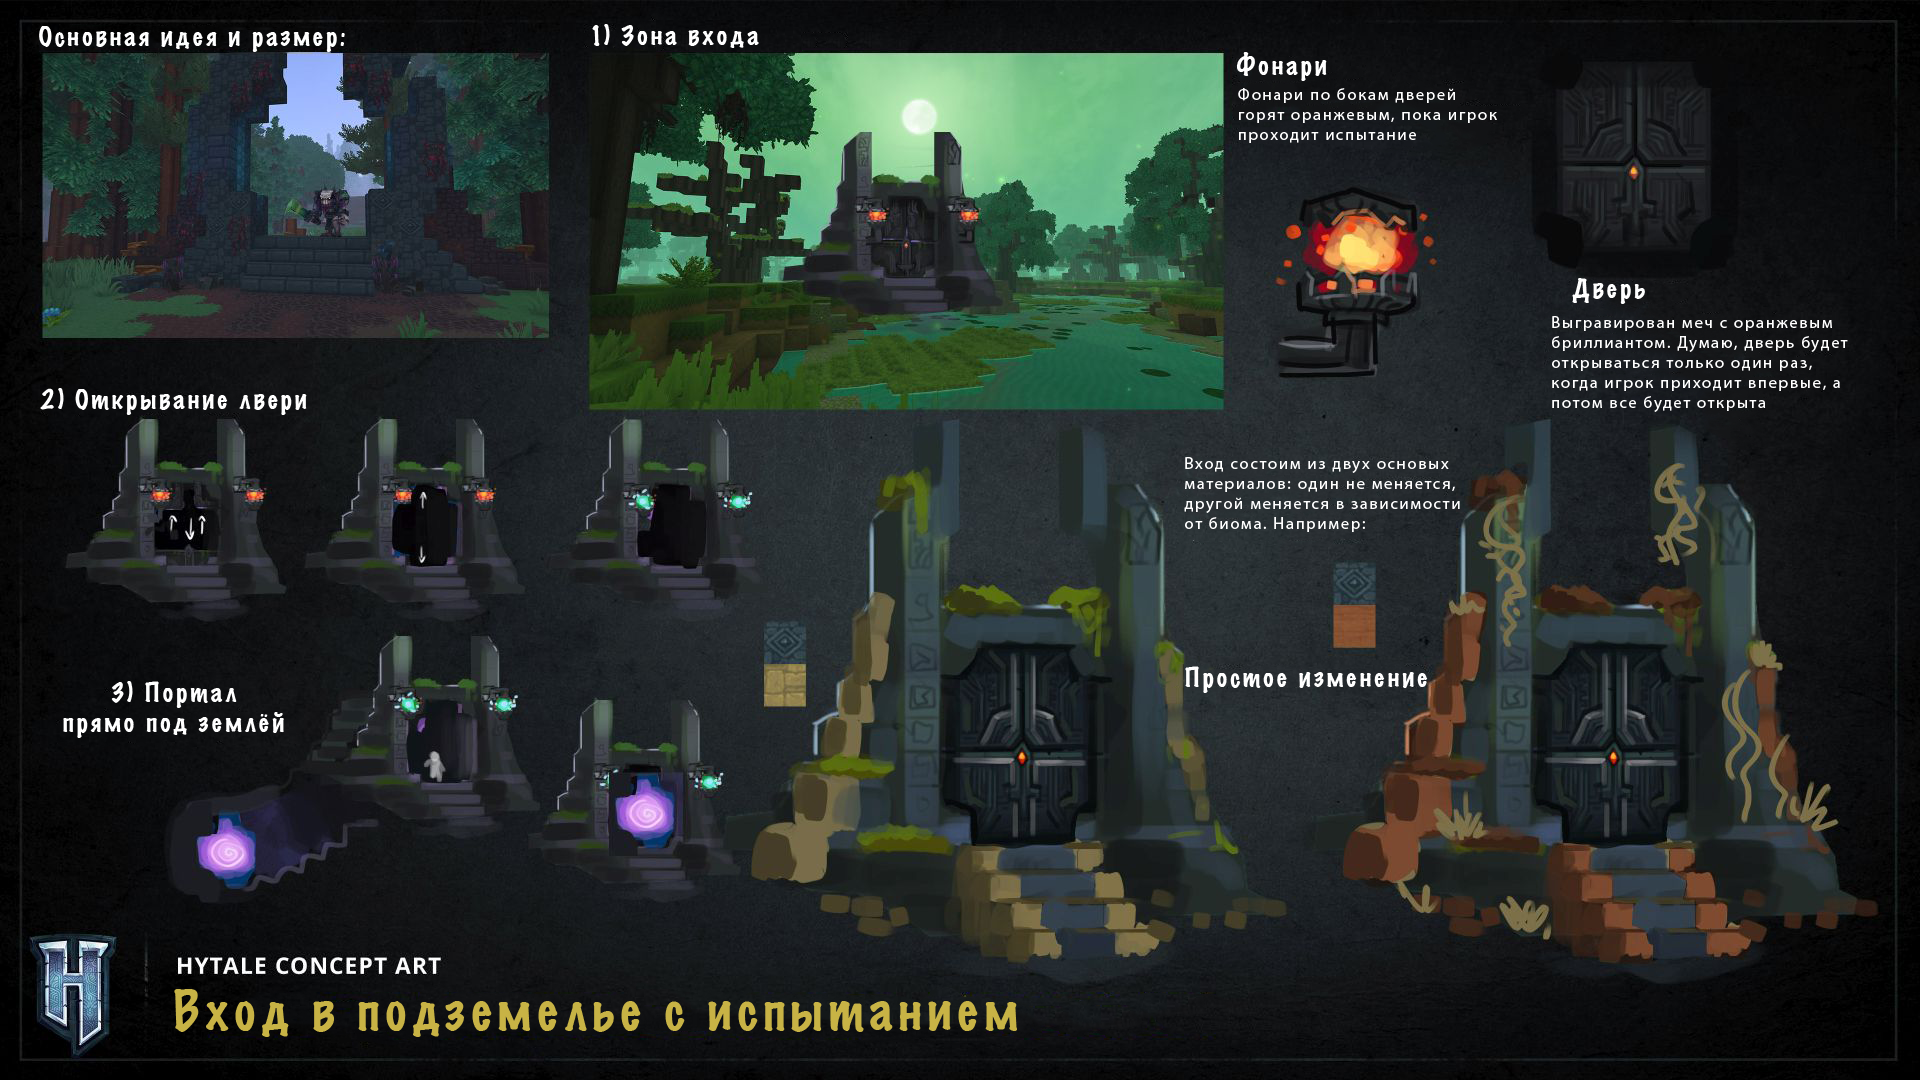 Основная идея и размер:
1) Зона входа
Фонари
Фонари по бокам дверей
горят оранжевым, пока игрок
проходит испытание
Дверь
Выгравирован меч с оранжевым
бриллиантом. Думаю, дверь будет
открываться только один раз,
когда игрок приходит впервые, а
потом все будет открыта
2) Открывание лвери
Вход состоим из двух основых
материалов: один не меняется,
другой меняется в зависимости
от биома. Например:
Простое изменение
3) Портал
прямо под землёй
H
HYTALE CONCEPT ART
Вход в подземелье с испытанием